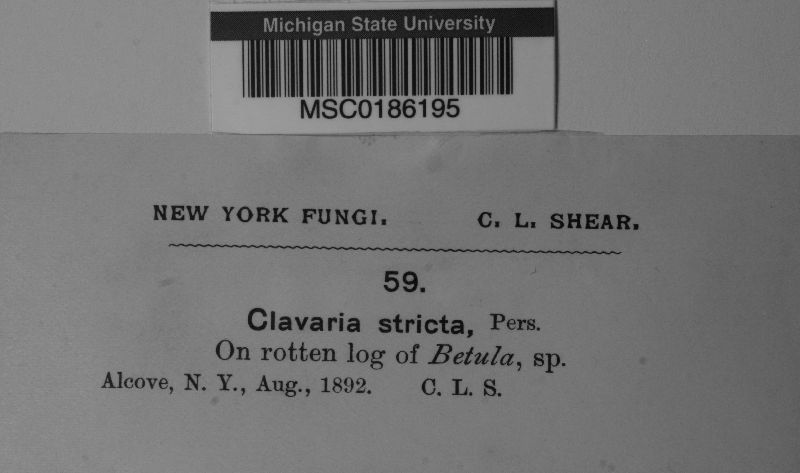 Michigan State University
MSC0186195
NEW YORK FUNGI. C. L. SHEAR.
59.
Clavaria stricta, Pers.
On rotten log of Betula, sp.
Alcove, N. Y., Aug., 1892. C. L. S.